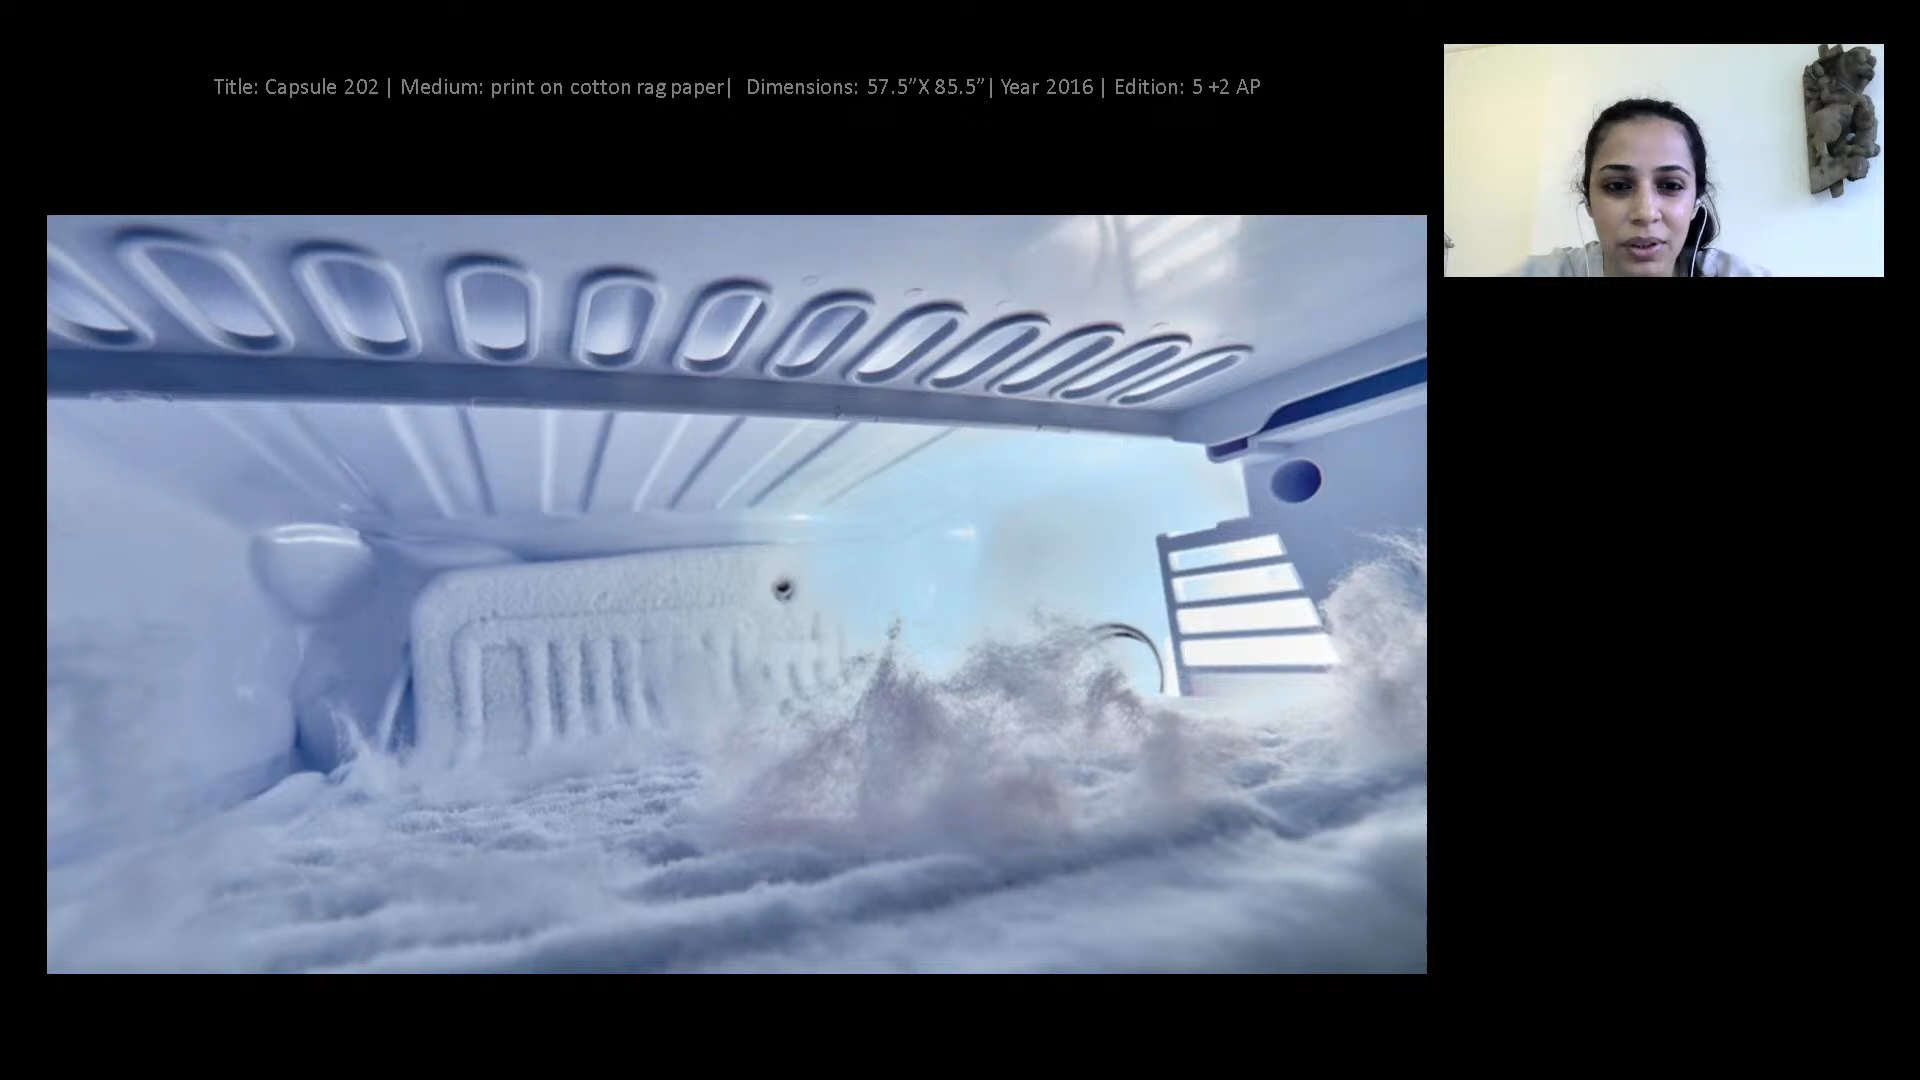 Title: Capsule 202 | Medium: print on cotton rag paper| Dimensions: 57.5”X 85.5”| Year 2016 | Edition: 5 +2 AP